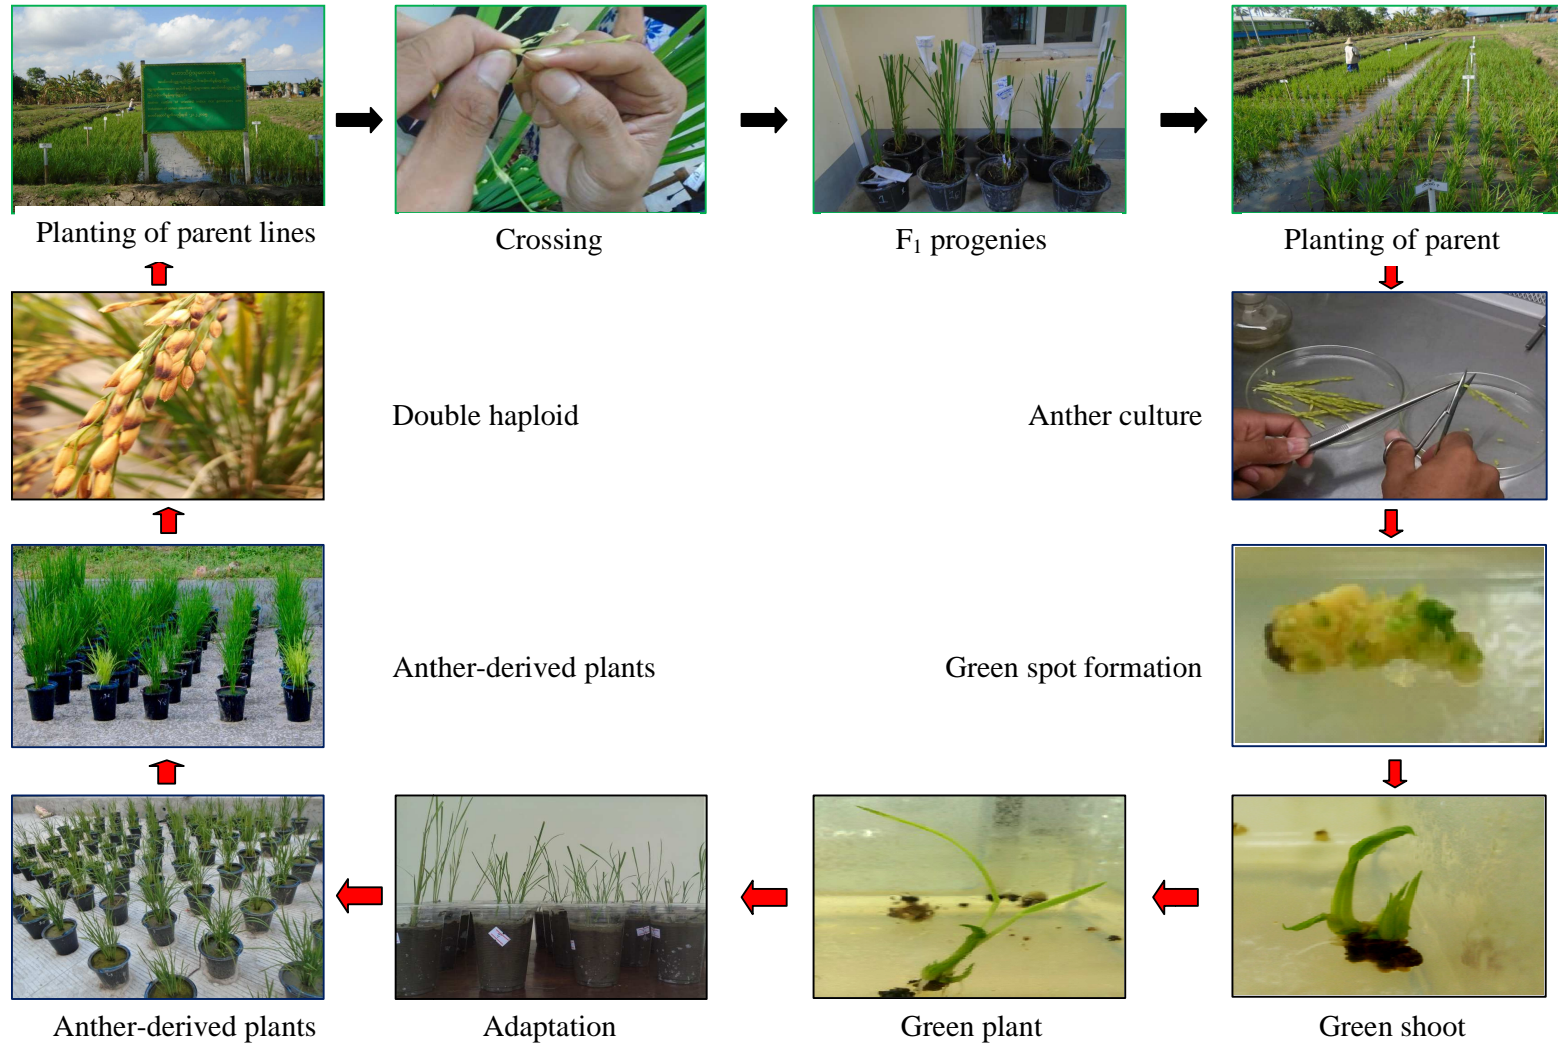 Planting of parent lines
Crossing
F₁ progenies
Planting of parent
Double haploid
Anther culture
Anther-derived plants
Green spot formation
Anther-derived plants
Adaptation
Green plant
Green shoot